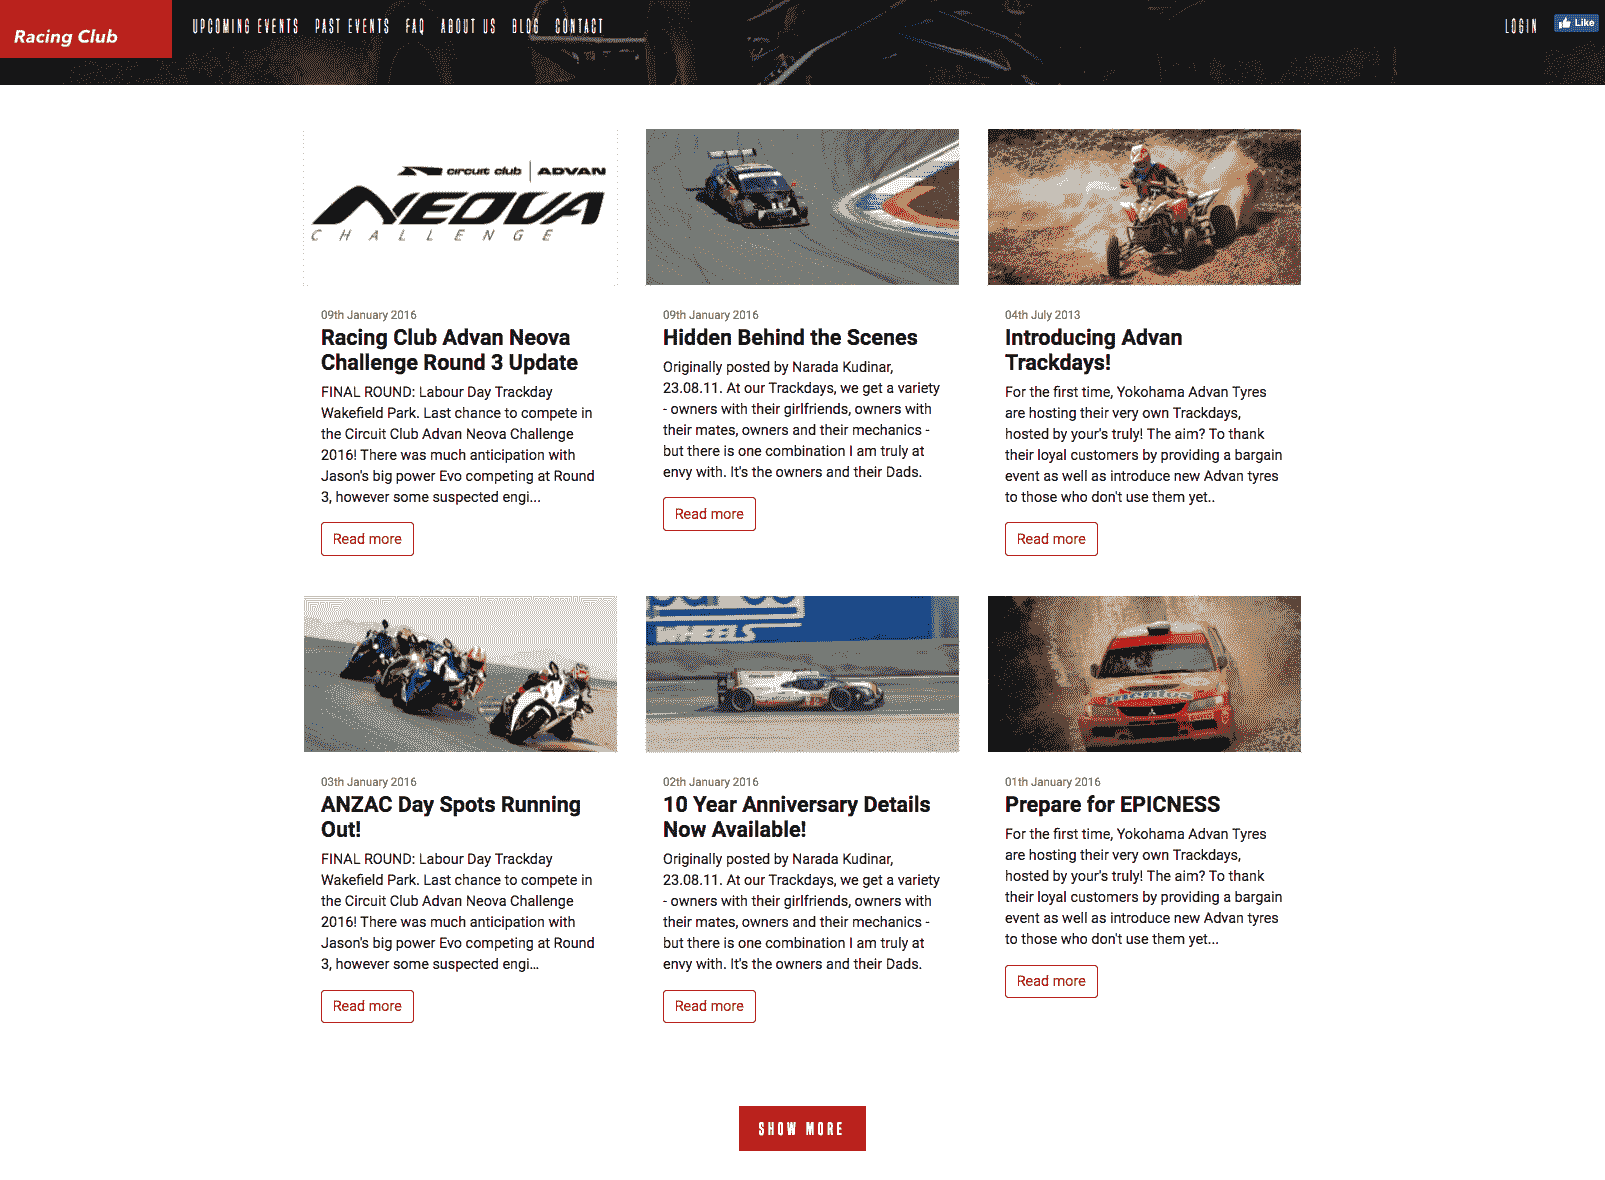 Racing Club
UPCOMING EVENTS PAST EVENTS FAQ ABOUT US BLOG CONTACT
LOGIN
Like
circuit club | ADVAN
NEOVA
CHALLENGE
09th January 2016
Racing Club Advan Neova
Challenge Round 3 Update
FINAL ROUND: Labour Day Trackday
Wakefield Park. Last chance to compete in
the Circuit Club Advan Neova Challenge
2016! There was much anticipation with
Jason's big power Evo competing at Round
3, however some suspected engi...
Read more
09th January 2016
Hidden Behind the Scenes
Originally posted by Narada Kudinar,
23.08.11. At our Trackdays, we get a variety
- owners with their girlfriends, owners with
their mates, owners and their mechanics -
but there is one combination I am truly at
envy with. It's the owners and their Dads.
Read more
04th July 2013
Introducing Advan
Trackdays!
For the first time, Yokohama Advan Tyres
are hosting their very own Trackdays,
hosted by your's truly! The aim? To thank
their loyal customers by providing a bargain
event as well as introduce new Advan tyres
to those who don't use them yet..
Read more
03th January 2016
ANZAC Day Spots Running
Out!
FINAL ROUND: Labour Day Trackday
Wakefield Park. Last chance to compete in
the Circuit Club Advan Neova Challenge
2016! There was much anticipation with
Jason's big power Evo competing at Round
3, however some suspected engi...
Read more
WHEELS
02th January 2016
10 Year Anniversary Details
Now Available!
Originally posted by Narada Kudinar,
23.08.11. At our Trackdays, we get a variety
- owners with their girlfriends, owners with
their mates, owners and their mechanics -
but there is one combination I am truly at
envy with. It's the owners and their Dads.
Read more
01th January 2016
Prepare for EPICNESS
For the first time, Yokohama Advan Tyres
are hosting their very own Trackdays,
hosted by your's truly! The aim? To thank
their loyal customers by providing a bargain
event as well as introduce new Advan tyres
to those who don't use them yet...
Read more
SHOW MORE